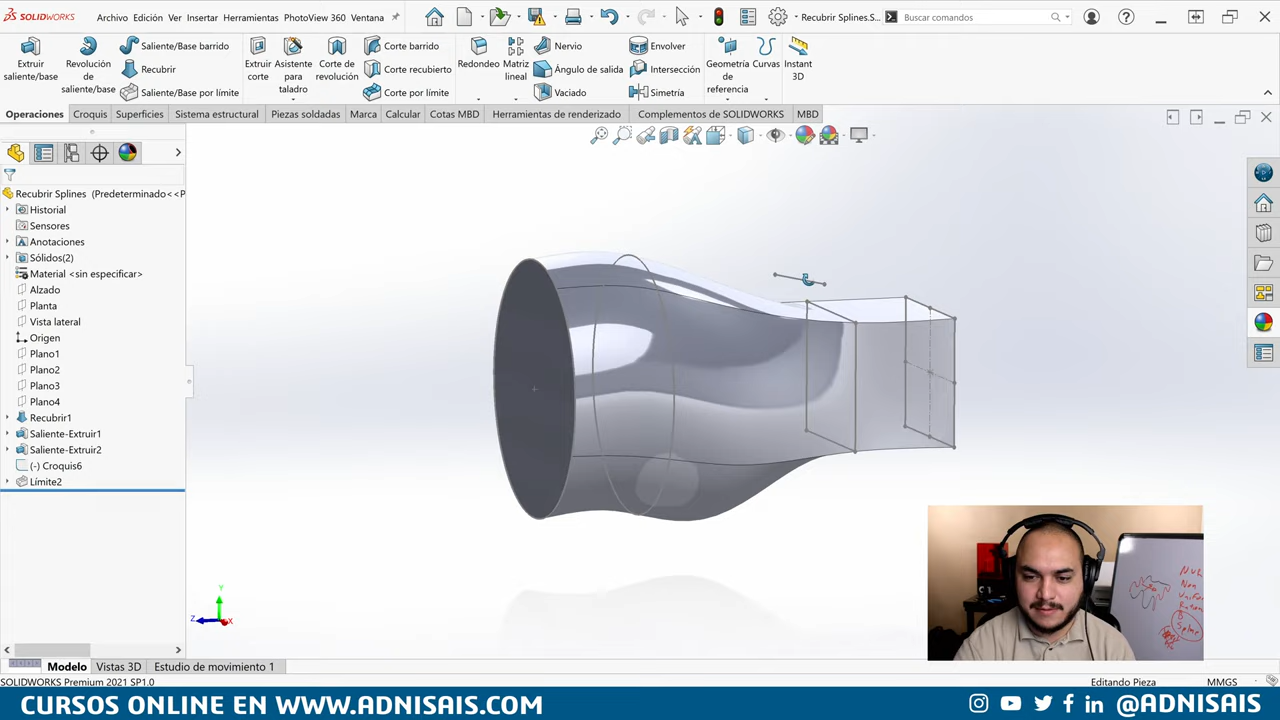 SOLIDWORKS
Archivo Edición Ver Insertar Herramientas PhotoView 360 Ventana
Recubrir Splines.S...
Buscar comandos
Extruir saliente/base
Revolución de saliente/base
Saliente/Base barrido
Recubrir
Saliente/Base por límite
Extruir corte
Asistente para taladro
Corte de revolución
Corte barrido
Corte recubierto
Corte por límite
Redondeo
Matriz lineal
Nervio
Ángulo de salida
Vaciado
Envolver
Intersección
Simetría
Geometría de referencia
Curvas
Instant 3D
Operaciones Croquis Superficies Sistema estructural Piezas soldadas Marca Calcular Cotas MBD Herramientas de renderizado Complementos de SOLIDWORKS MBD
Recubrir Splines (Predeterminado<<P
Historial
Sensores
Anotaciones
Sólidos(2)
Material <sin especificar>
Alzado
Planta
Vista lateral
Origen
Plano1
Plano2
Plano3
Plano4
Recubrir1
Saliente-Extruir1
Saliente-Extruir2
(-) Croquis6
Límite2
Y
Z
X
Modelo Vistas 3D Estudio de movimiento 1
SOLIDWORKS Premium 2021 SP1.0
Editando Pieza
MMGS
CURSOS ONLINE EN WWW.ADNISAIS.COM
@ADNISAIS